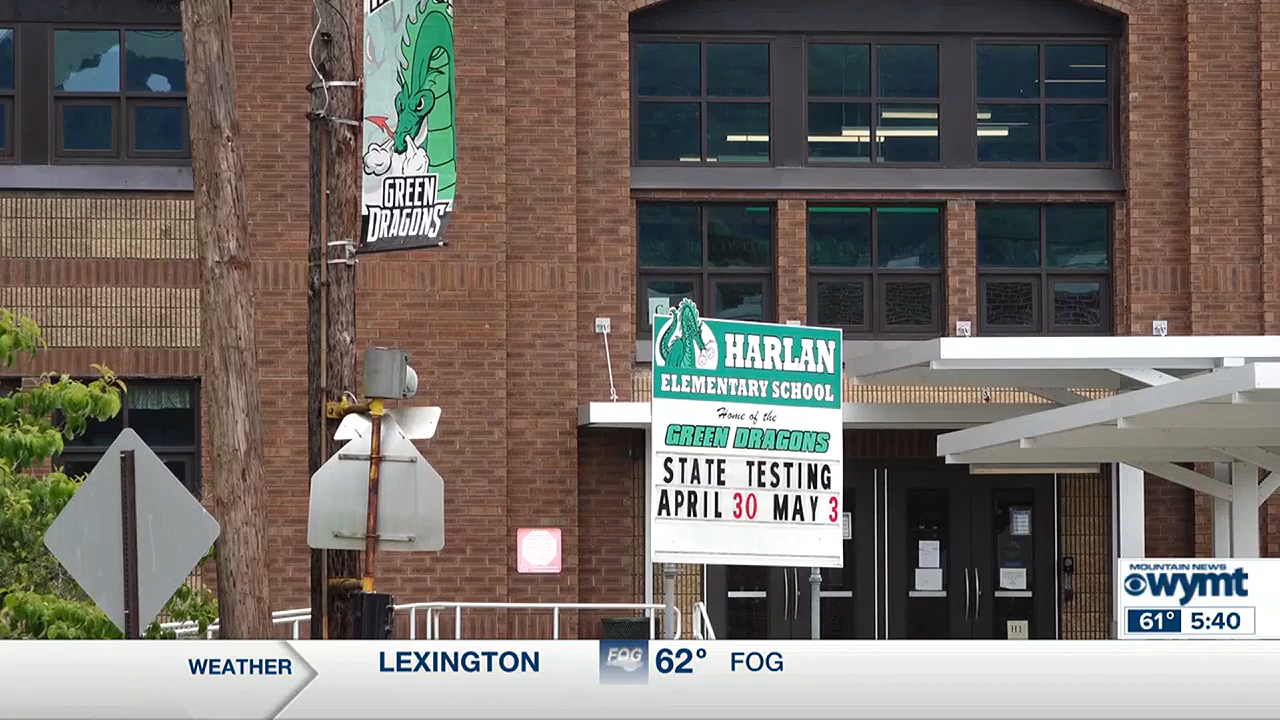 GREEN
DRAGONS
HARLAN
ELEMENTARY SCHOOL
Home of the
GREEN DRAGONS
STATE TESTING
APRIL 30 MAY 3
H1
MOUNTAIN NEWS
wymt
61° 5:40
WEATHER
LEXINGTON
FOG
62° FOG